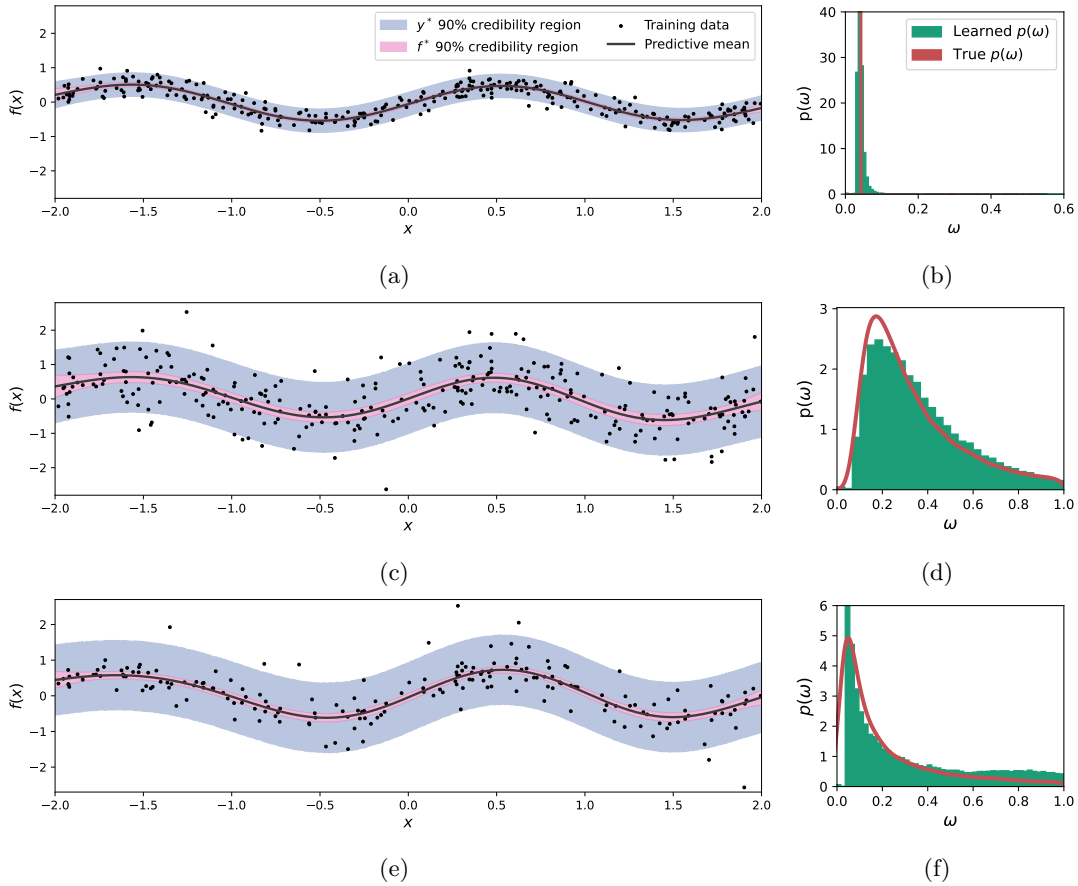 y* 90% credibility region
f* 90% credibility region
Training data
Predictive mean
f(x)
2
1
0
−1
−2
−2.0 −1.5 −1.0 −0.5 0.0 0.5 1.0 1.5 2.0
x
(a)
Learned p(ω)
True p(ω)
p(ω)
40
30
20
10
0
0.0 0.2 0.4 0.6
ω
(b)
f(x)
2
1
0
−1
−2
−2.0 −1.5 −1.0 −0.5 0.0 0.5 1.0 1.5 2.0
x
(c)
p(ω)
3
2
1
0
0.0 0.2 0.4 0.6 0.8 1.0
ω
(d)
f(x)
2
1
0
−1
−2
−2.0 −1.5 −1.0 −0.5 0.0 0.5 1.0 1.5 2.0
x
(e)
p(ω)
6
5
4
3
2
1
0
0.0 0.2 0.4 0.6 0.8 1.0
ω
(f)